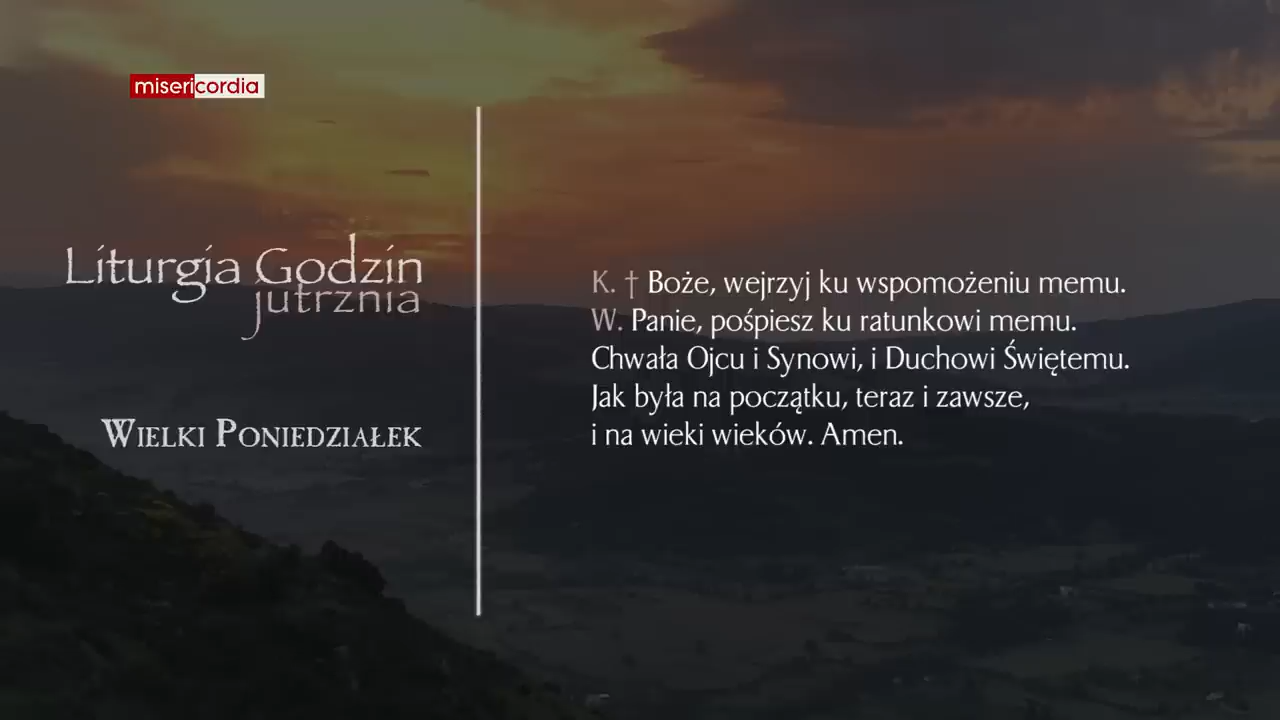 misericordia
Liturgia Godzin
jutrznia
Wielki Poniedziałek
K. † Boże, wejrzyj ku wspomożeniu memu.
W. Panie, pośpiesz ku ratunkowi memu.
Chwała Ojcu i Synowi, i Duchowi Świętemu.
Jak była na początku, teraz i zawsze,
i na wieki wieków. Amen.